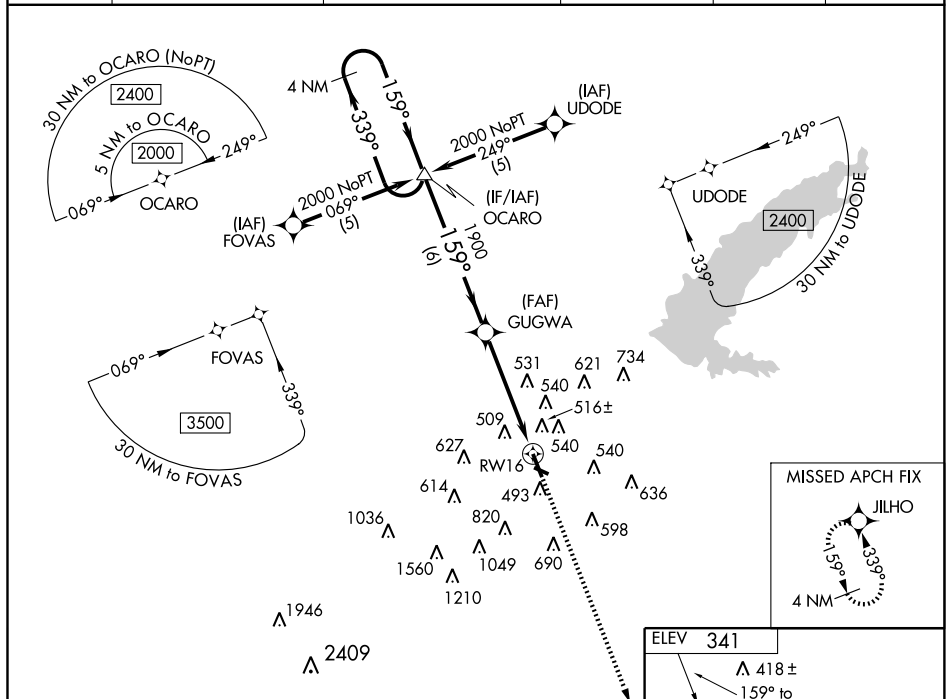 30 NM to OCARO (NoPT)
2400
5 NM to OCARO
2000
249°
069°
OCARO
4 NM
159°
339°
(IAF)
UDODE
2000 NoPT
249°
(5)
2000 NoPT
069°
(5)
(IAF)
FOVAS
(IF/IAF)
OCARO
1900
159°
(6)
249°
UDODE
2400
339°
30 NM to UDODE
(FAF)
GUGWA
069°
FOVAS
339°
3500
30 NM to FOVAS
531
621
734
540
516±
509
540
627
RW16
540
614
493
636
1036
820
598
1560
1049
690
1210
1946
2409
MISSED APCH FIX
JILHO
159°
339°
4 NM
ELEV 341
418±
159° to